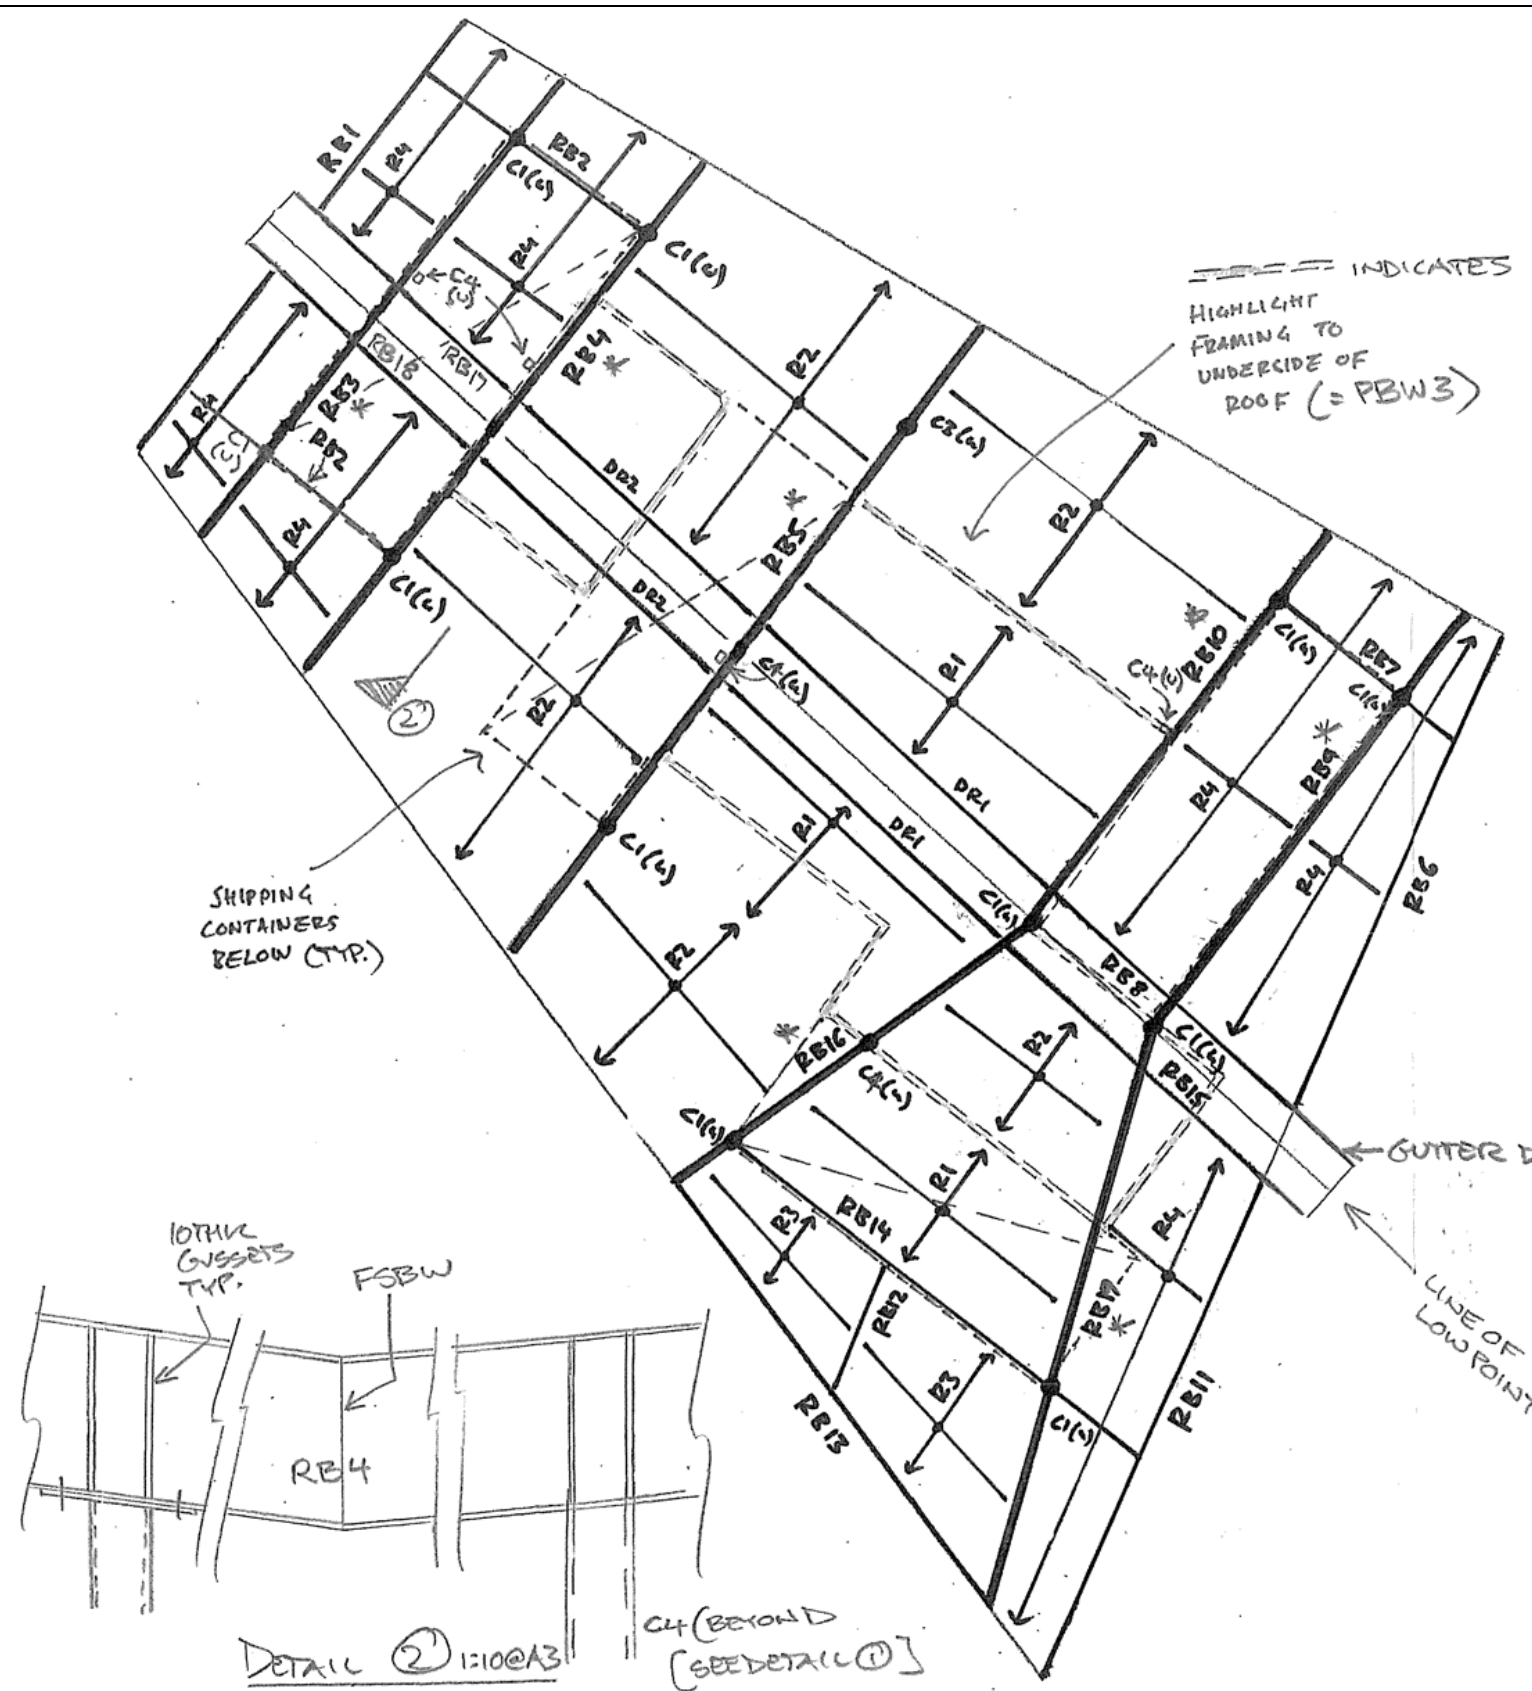 RB1
R4
RB2
C1(U)
C1(U)
R4
C4
(U)
RB4
*
RB17
RB18
RB3
*
RB2
R4
C1
(U)
R4
C1(U)
2
R2
R2
C2(U)
INDICATES
HIGHLIGHT
FRAMING TO
UNDERSIDE OF
ROOF (=PBW3)
DR2
DR2
*
RB5
C4(U)
R2
R1
*
RB10
C4(U)
C1(U)
RB7
C1(U)
*
RB9
R4
R4
RB6
DR1
DR1
R1
C1(U)
SHIPPING
CONTAINERS
BELOW (TYP.)
C1(U)
R2
RB8
C1(U)
RB15
R2
*
RB16
C4(U)
C1(U)
GUTTER D
R1
R4
R3
RB14
RB12
RB19
*
R3
RB13
C1(U)
RB11
LINE OF
LOW POINT
10THK
GUSSETS
TYP.
FSBW
RB4
C4 (BEYOND
[SEE DETAIL 1]
DETAIL 2 1:10@A3